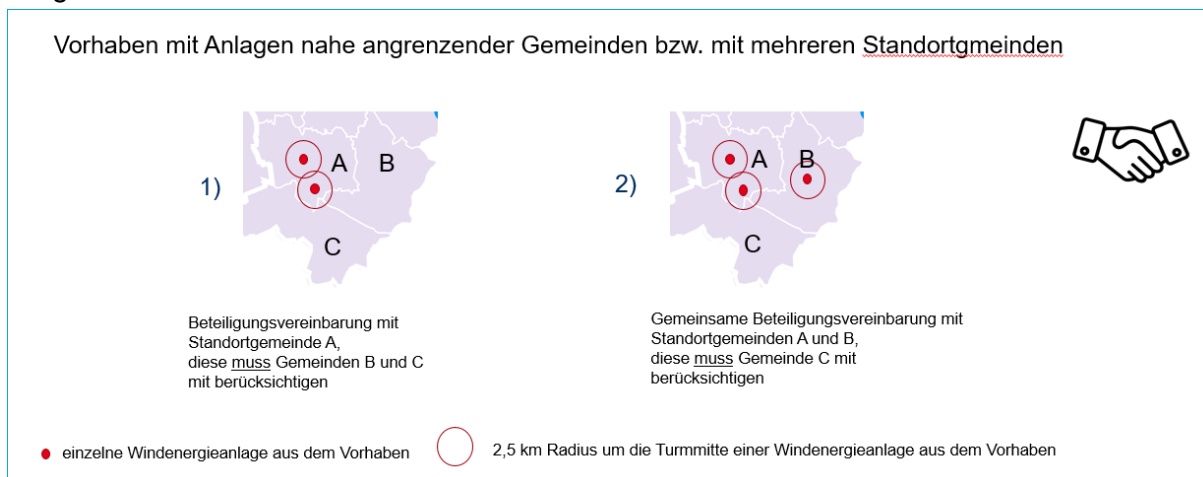 Vorhaben mit Anlagen nahe angrenzender Gemeinden bzw. mit mehreren Standortgmeinden
1)
A
B
C
2)
A
B
C
Beteiligungsvereinbarung mit
Standortgemeinde A,
diese muss Gemeinden B und C
mit berücksichtigen
Gemeinsame Beteiligungsvereinbarung mit
Standortgemeinden A und B,
diese muss Gemeinde C mit
berücksichtigen
einzelne Windenergieanlage aus dem Vorhaben
2,5 km Radius um die Turmmitte einer Windenergieanlage aus dem Vorhaben